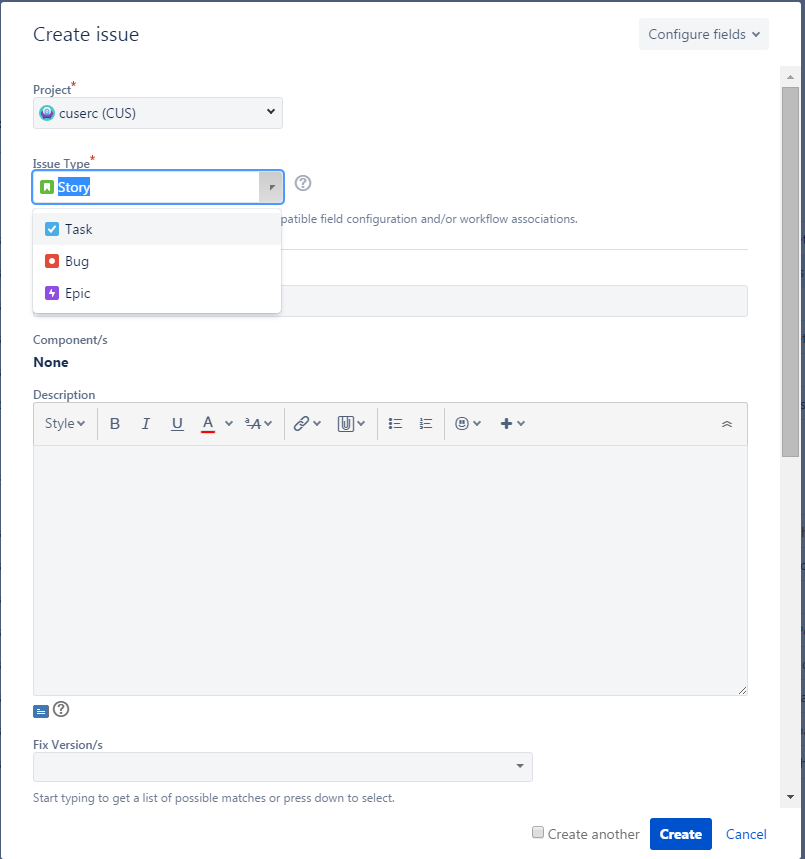 Create issue
Configure fields
Project*
cuserc (CUS)
Issue Type*
Story
patible field configuration and/or workflow associations.
Task
Bug
Epic
Component/s
None
Description
Style B I U A ªA
Fix Version/s
Start typing to get a list of possible matches or press down to select.
Create another Create Cancel